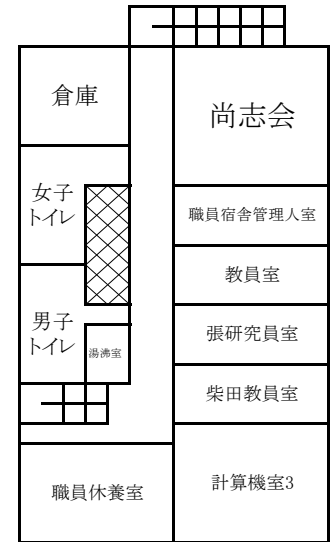 倉庫
尚志会
女子
トイレ
職員宿舎管理人室
教員室
男子
トイレ
張研究員室
湯沸室
柴田教員室
職員休養室
計算機室3